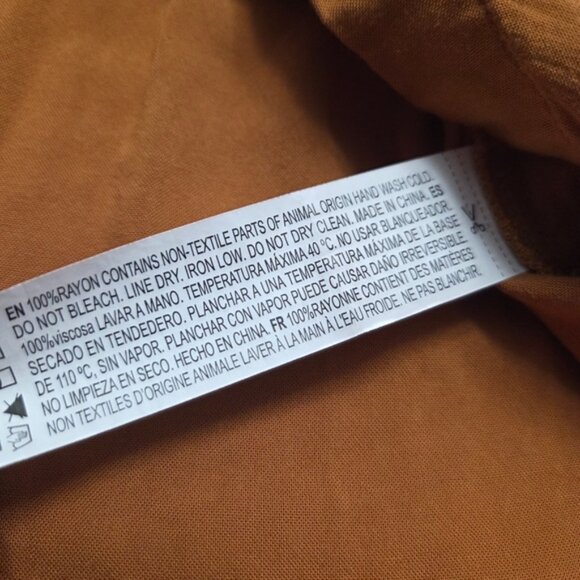 EN 100%RAYON CONTAINS NON-TEXTILE PARTS OF ANIMAL ORIGIN HAND WASH COLD.
DO NOT BLEACH. LINE DRY. IRON LOW. DO NOT DRY CLEAN. MADE IN CHINA. ES
100%viscosa LAVAR A MANO. TEMPERATURA MÁXIMA 40 ºC. NO USAR BLANQUEADOR.
SECADO EN TENDEDERO. PLANCHAR A UNA TEMPERATURA MÁXIMA DE LA BASE
DE 110 ºC, SIN VAPOR. PLANCHAR CON VAPOR PUEDE CAUSAR DAÑO IRREVERSIBLE.
NO LIMPIEZA EN SECO. HECHO EN CHINA. FR 100%RAYONNE CONTIENT DES MATIÈRES
NON TEXTILES D'ORIGINE ANIMALE LAVER À LA MAIN À L'EAU FROIDE. NE PAS BLANCHIR.